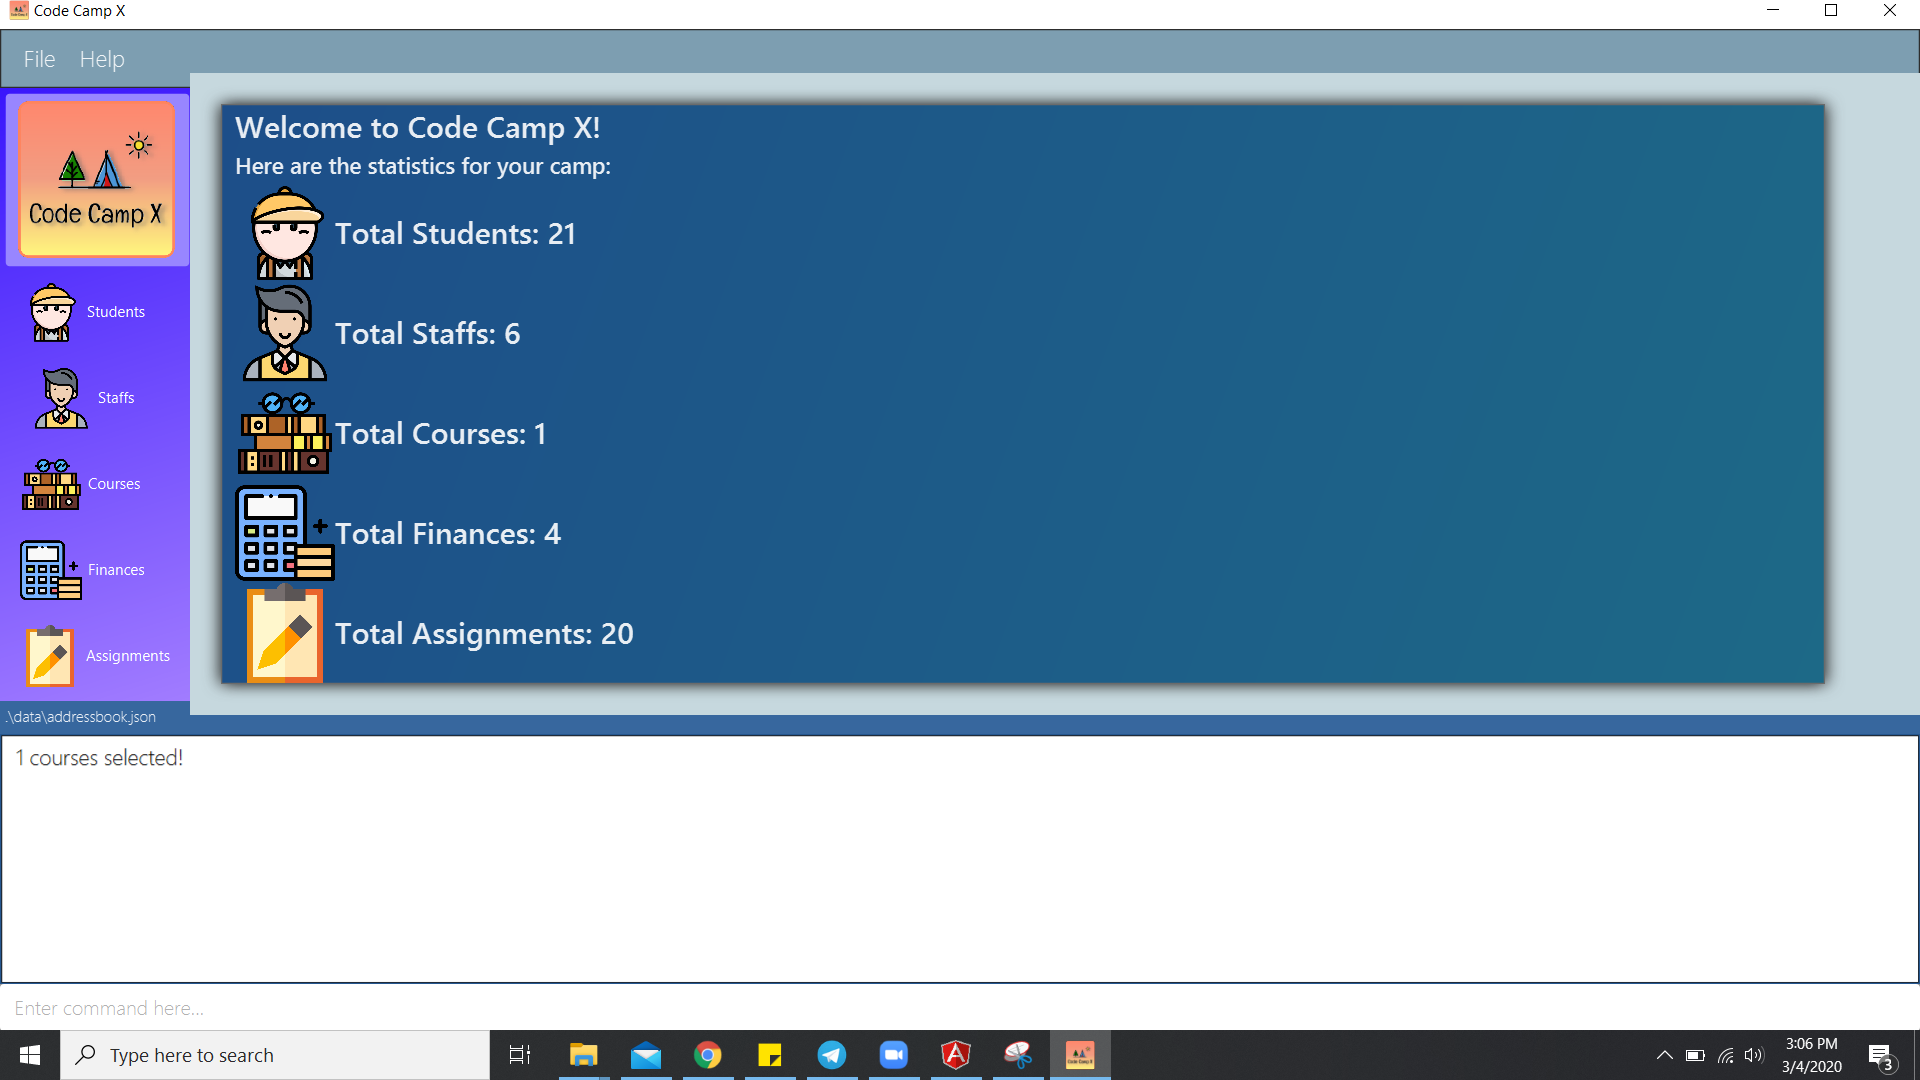 Code Camp X
File Help
Code Camp X
Welcome to Code Camp X!
Here are the statistics for your camp:
Total Students: 21
Total Staffs: 6
Total Courses: 1
Total Finances: 4
Total Assignments: 20
Students
Staffs
Courses
Finances
Assignments
.\data\addressbook.json
1 courses selected!
Enter command here...
Type here to search
3:06 PM
3/4/2020
3